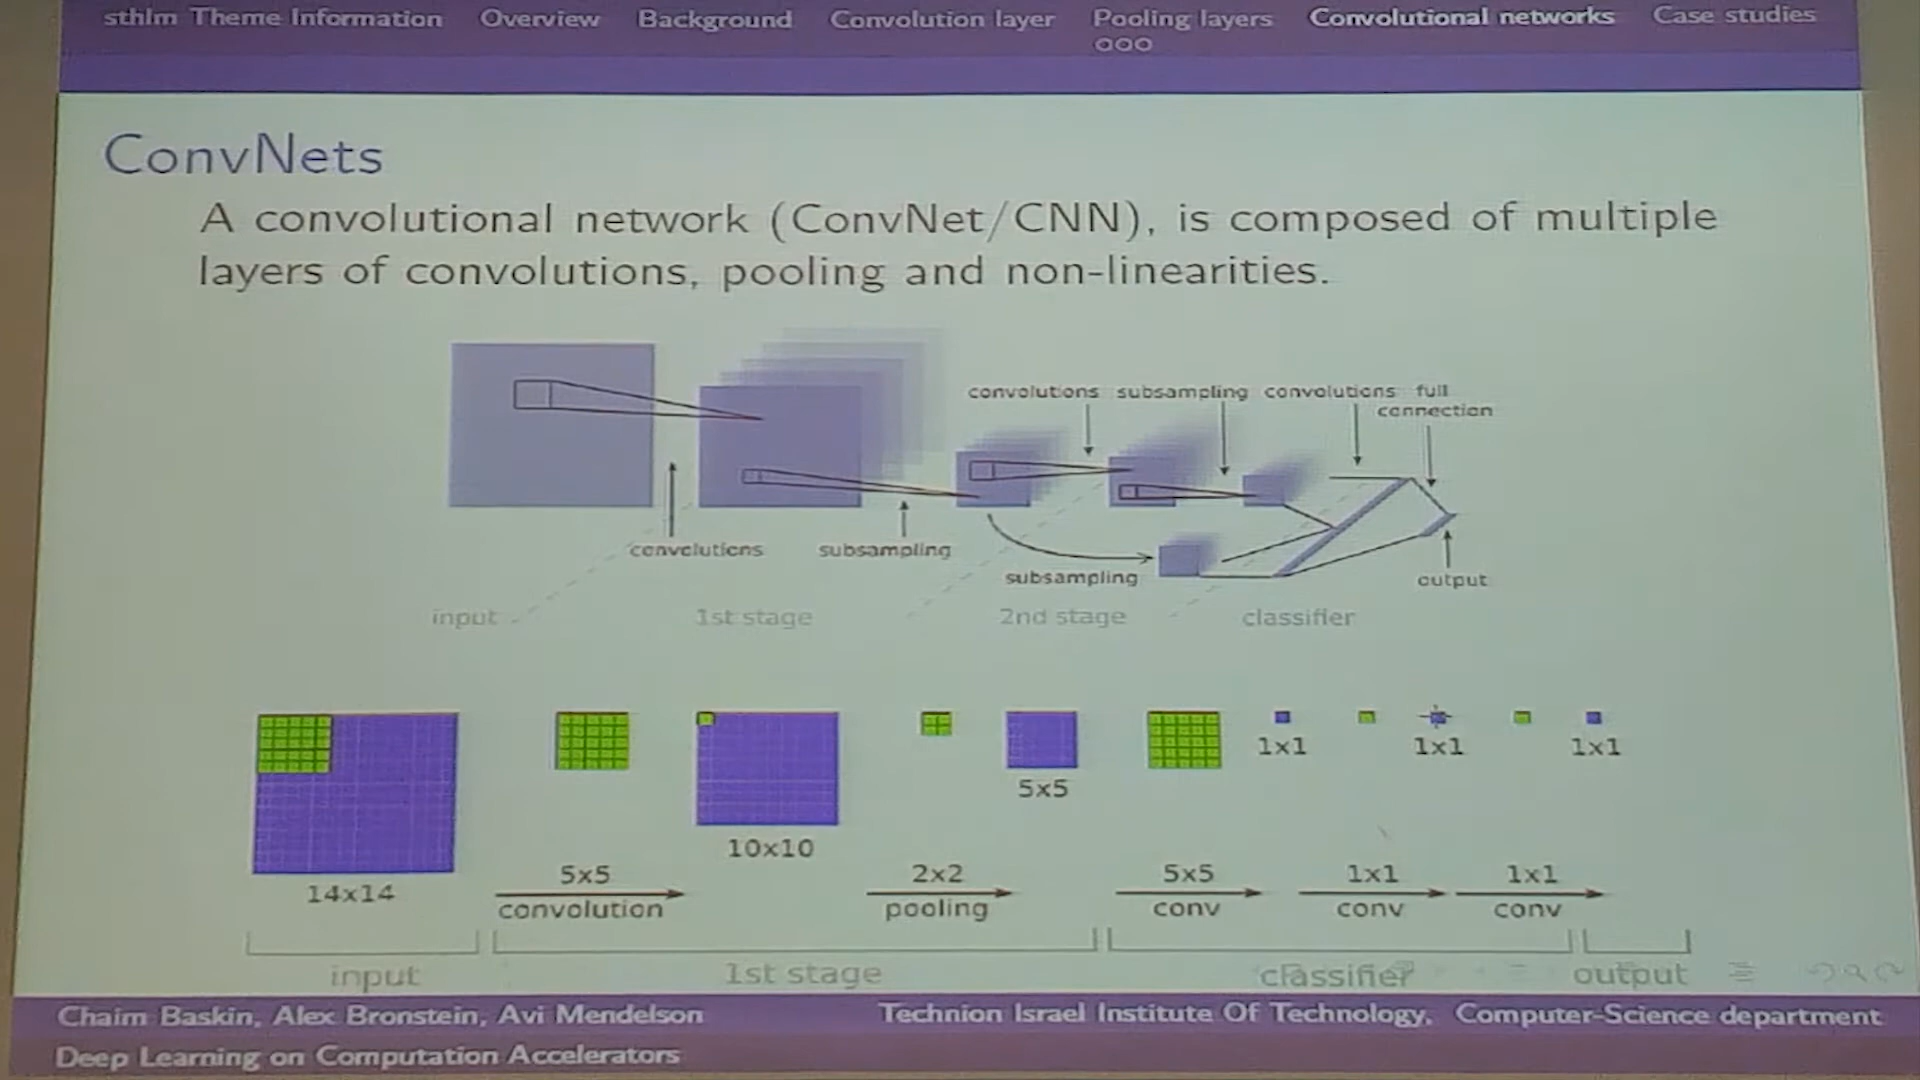 sthlm Theme Information Overview Background Convolution layer Pooling layers Convolutional networks Case studies
ConvNets
A convolutional network (ConvNet/CNN), is composed of multiple
layers of convolutions, pooling and non-linearities.
convolutions subsampling convolutions full
connection
convolutions subsampling
subsampling
output
input 1st stage 2nd stage classifier
1x1 1x1 1x1
5x5
10x10
14x14
5x5 2x2 5x5 1x1 1x1
convolution pooling conv conv conv
input 1st stage classifier output
Chaim Baskin, Alex Bronstein, Avi Mendelson Technion Israel Institute Of Technology, Computer-Science department
Deep Learning on Computation Accelerators